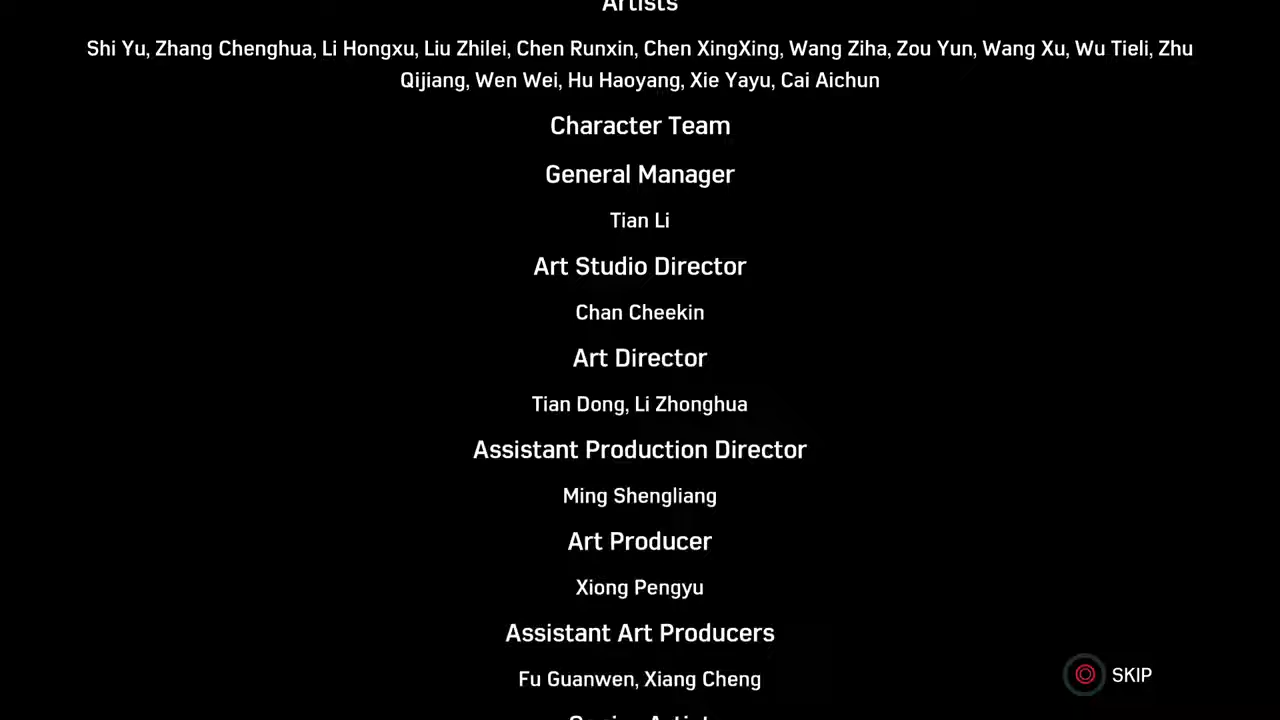 Artists
Shi Yu, Zhang Chenghua, Li Hongxu, Liu Zhilei, Chen Runxin, Chen XingXing, Wang Ziha, Zou Yun, Wang Xu, Wu Tieli, Zhu
Qijiang, Wen Wei, Hu Haoyang, Xie Yayu, Cai Aichun
Character Team
General Manager
Tian Li
Art Studio Director
Chan Cheekin
Art Director
Tian Dong, Li Zhonghua
Assistant Production Director
Ming Shengliang
Art Producer
Xiong Pengyu
Assistant Art Producers
Fu Guanwen, Xiang Cheng
SKIP